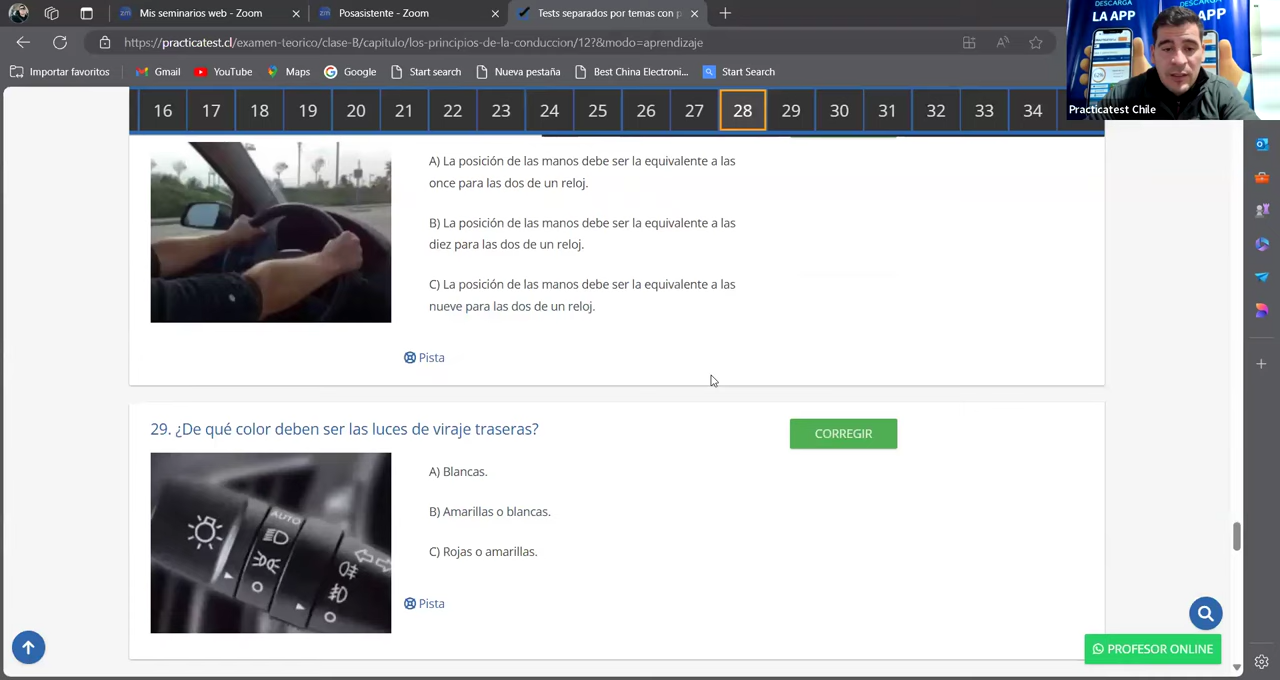 Mis seminarios web - Zoom
Posasistente - Zoom
Tests separados por temas con p
https://practicatest.cl/examen-teorico/clase-B/capitulo/los-principios-de-la-conduccion/12?8&modo=aprendizaje
Importar favoritos
Gmail
YouTube
Maps
Google
Start search
Nueva pestaña
Best China Electroni...
Start Search
DESCARGA
LA APP
DESCARGA
LA APP
Practicatest Chile
16 17 18 19 20 21 22 23 24 25 26 27 28 29 30 31 32 33 34
A) La posición de las manos debe ser la equivalente a las
once para las dos de un reloj.
B) La posición de las manos debe ser la equivalente a las
diez para las dos de un reloj.
C) La posición de las manos debe ser la equivalente a las
nueve para las dos de un reloj.
Pista
29. ¿De qué color deben ser las luces de viraje traseras?
CORREGIR
AUTO
A) Blancas.
B) Amarillas o blancas.
C) Rojas o amarillas.
Pista
PROFESOR ONLINE